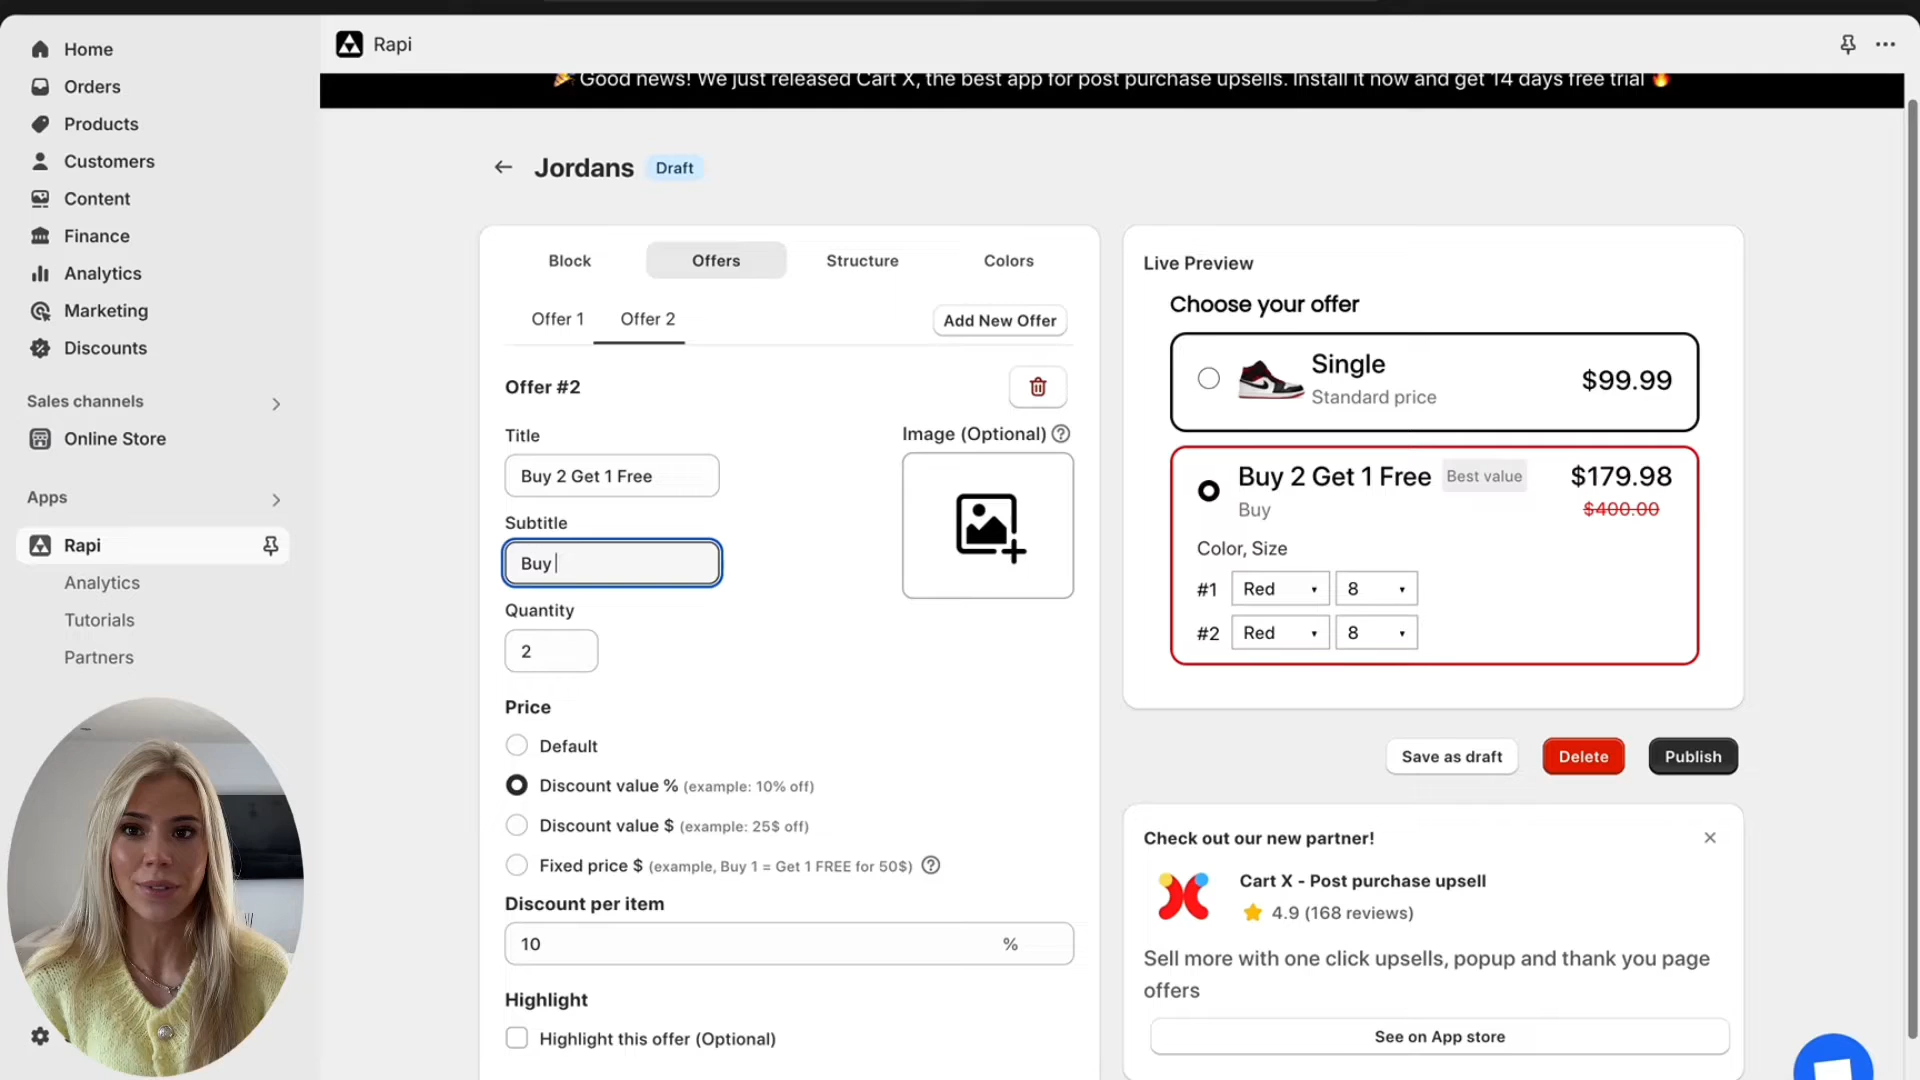 Rapi
🎉 Good news! We just released Cart X, the best app for post purchase upsells. Install it now and get 14 days free trial 🔥
Home
Orders
Products
Customers
Content
Finance
Analytics
Marketing
Discounts
Sales channels
Online Store
Apps
Rapi
Analytics
Tutorials
Partners
Jordans
Draft
Block
Offers
Structure
Colors
Offer 1
Offer 2
Add New Offer
Offer #2
Title
Buy 2 Get 1 Free
Image (Optional)
Subtitle
Buy
Quantity
2
Price
Default
Discount value % (example: 10% off)
Discount value $ (example: 25$ off)
Fixed price $ (example, Buy 1 = Get 1 FREE for 50$)
Discount per item
10 %
Highlight
Highlight this offer (Optional)
Live Preview
Choose your offer
Single
Standard price
$99.99
Buy 2 Get 1 Free
Best value
$179.98
Buy
$400.00
Color, Size
#1 Red 8
#2 Red 8
Save as draft
Delete
Publish
Check out our new partner!
Cart X - Post purchase upsell
4.9 (168 reviews)
Sell more with one click upsells, popup and thank you page
offers
See on App store